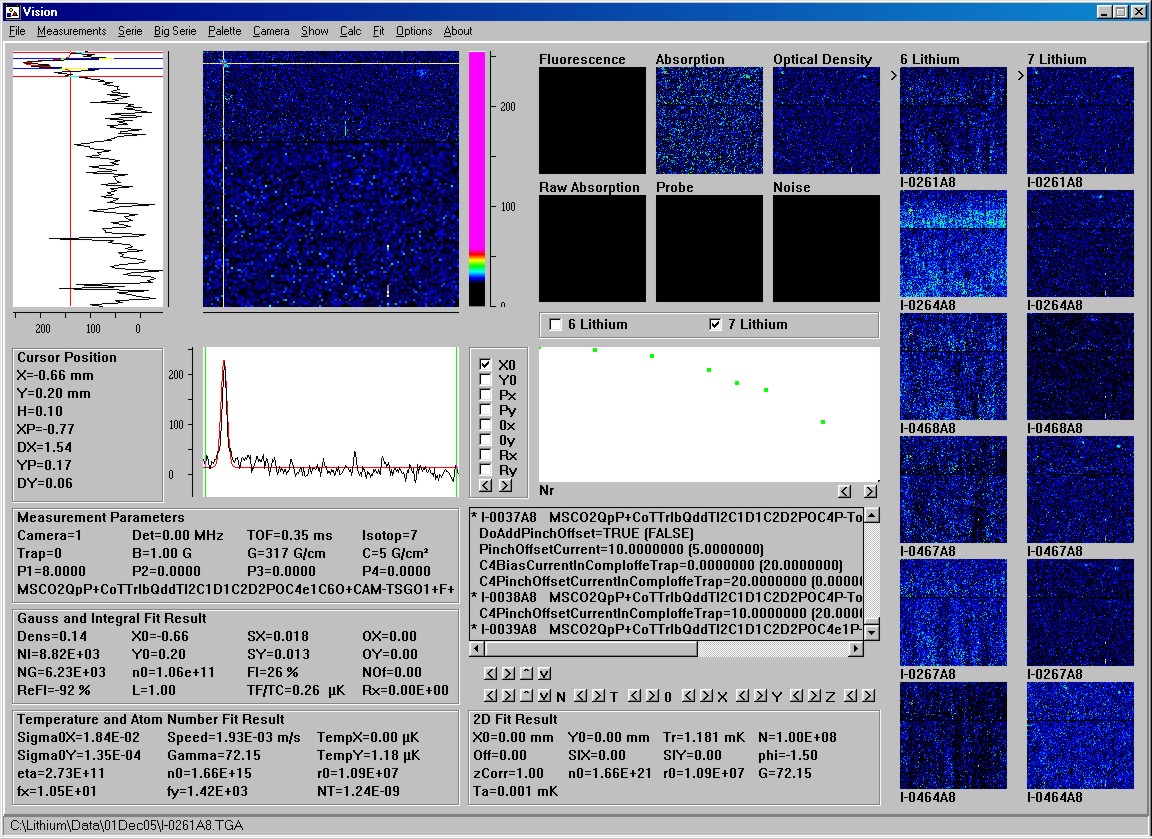 Vision
File Measurements Serie Big Serie Palette Camera Show Calc Fit Options About
200 100 0
200
100
0
Fluorescence Absorption Optical Density
Raw Absorption Probe Noise
6 Lithium 7 Lithium
> 6 Lithium > 7 Lithium
I-0261A8 I-0261A8
I-0264A8 I-0264A8
I-0468A8 I-0468A8
I-0467A8 I-0467A8
I-0267A8 I-0267A8
I-0464A8 I-0464A8
Cursor Position
X=-0.66 mm
Y=0.20 mm
H=0.10
XP=-0.77
DX=1.54
YP=0.17
DY=0.06
200
100
0
X0
Y0
Px
Py
0x
0y
Rx
Ry
< >
Nr < >
Measurement Parameters
Camera=1 Det=0.00 MHz TOF=0.35 ms Isotop=7
Trap=0 B=1.00 G G=317 G/cm C=5 G/cm²
P1=8.0000 P2=0.0000 P3=0.0000 P4=0.0000
MSCO2QpP+CoTTrIbQddTI2C1D1C2D2POC4e1C6O+CAM-TSGO1+F+
* I-0037A8 MSCO2QpP+CoTTrIbQddTI2C1D1C2D2POC4P-To
DoAddPinchOffset=TRUE (FALSE)
PinchOffsetCurrent=10.0000000 (5.0000000)
C4BiasCurrentInComploffeTrap=0.0000000 (20.0000000)
C4PinchOffsetCurrentInComploffeTrap=20.0000000 (0.0000
* I-0038A8 MSCO2QpP+CoTTrIbQddTI2C1D1C2D2POC4P-To
C4PinchOffsetCurrentInComploffeTrap=10.0000000 (20.000
* I-0039A8 MSCO2QpP+CoTTrIbQddTI2C1D1C2D2POC4e1P-
Gauss and Integral Fit Result
Dens=0.14 X0=-0.66 SX=0.018 OX=0.00
NI=8.82E+03 Y0=0.20 SY=0.013 OY=0.00
NG=6.23E+03 n0=1.06e+11 FI=26 % NOf=0.00
ReFI=-92 % L=1.00 TF/TC=0.26 µK Rx=0.00E+00
< > ^ v
< > ^ v N < > T < > 0 < > X < > Y < > Z < >
Temperature and Atom Number Fit Result
Sigma0X=1.84E-02 Speed=1.93E-03 m/s TempX=0.00 µK
Sigma0Y=1.35E-04 Gamma=72.15 TempY=1.18 µK
eta=2.73E+11 n0=1.66E+15 r0=1.09E+07
fx=1.05E+01 fy=1.42E+03 NT=1.24E-09
2D Fit Result
X0=0.00 mm Y0=0.00 mm Tr=1.181 mK N=1.00E+08
Off=0.00 SIX=0.00 SIY=0.00 phi=-1.50
zCorr=1.00 n0=1.66E+21 r0=1.09E+07 G=72.15
Ta=0.001 mK
C:\Lithium\Data\01Dec05\I-0261A8.TGA